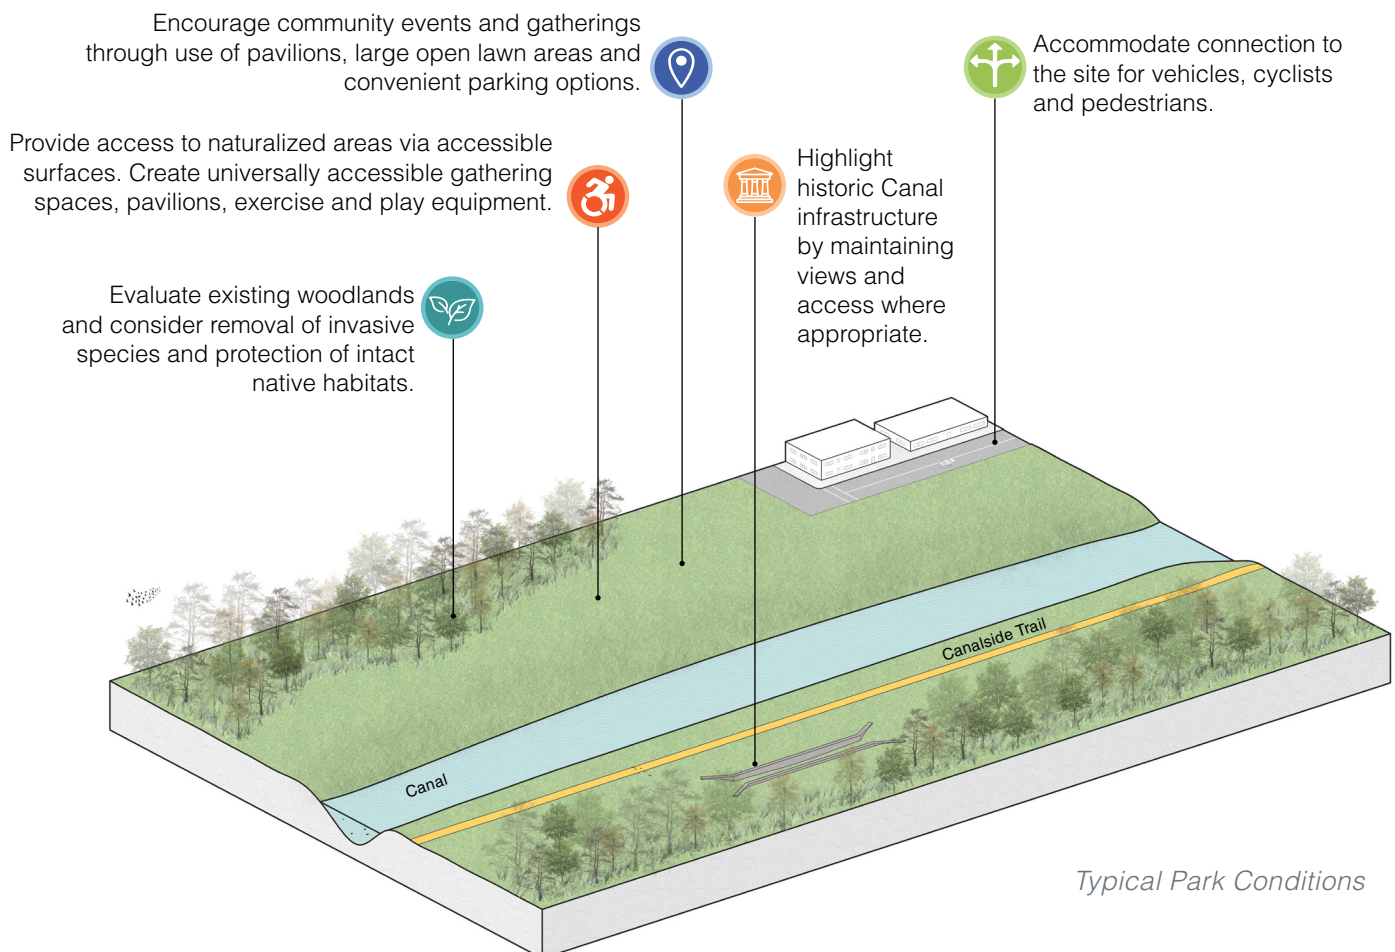 Encourage community events and gatherings
through use of pavilions, large open lawn areas and
convenient parking options.
Accommodate connection to
the site for vehicles, cyclists
and pedestrians.
Provide access to naturalized areas via accessible
surfaces. Create universally accessible gathering
spaces, pavilions, exercise and play equipment.
Highlight
historic Canal
infrastructure
by maintaining
views and
access where
appropriate.
Evaluate existing woodlands
and consider removal of invasive
species and protection of intact
native habitats.
Canalside Trail
Canal
Typical Park Conditions